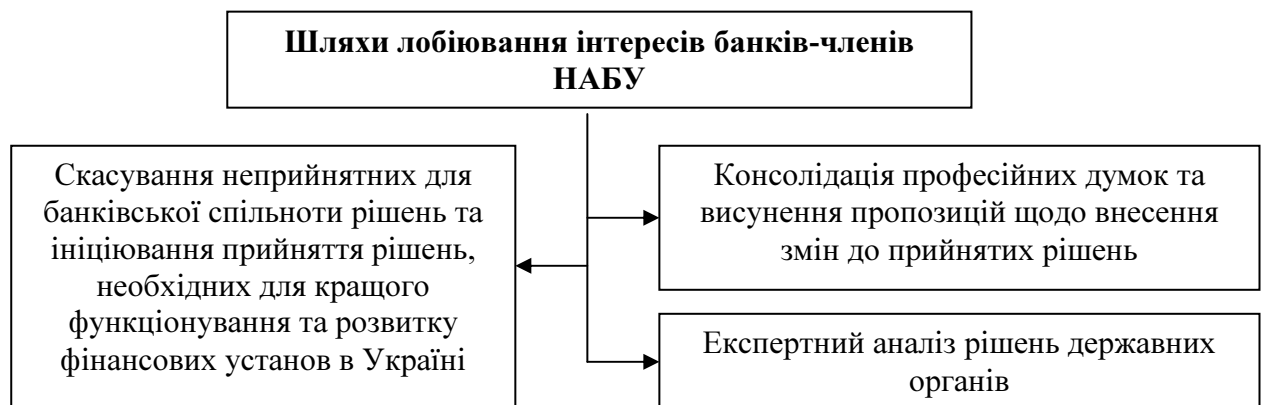 Шляхи лобіювання інтересів банків-членів
НАБУ
Скасування неприйнятних для
банківської спільноти рішень та
ініціювання прийняття рішень,
необхідних для кращого
функціонування та розвитку
фінансових установ в Україні
Консолідація професійних думок та
висунення пропозицій щодо внесення
змін до прийнятих рішень
Експертний аналіз рішень державних
органів